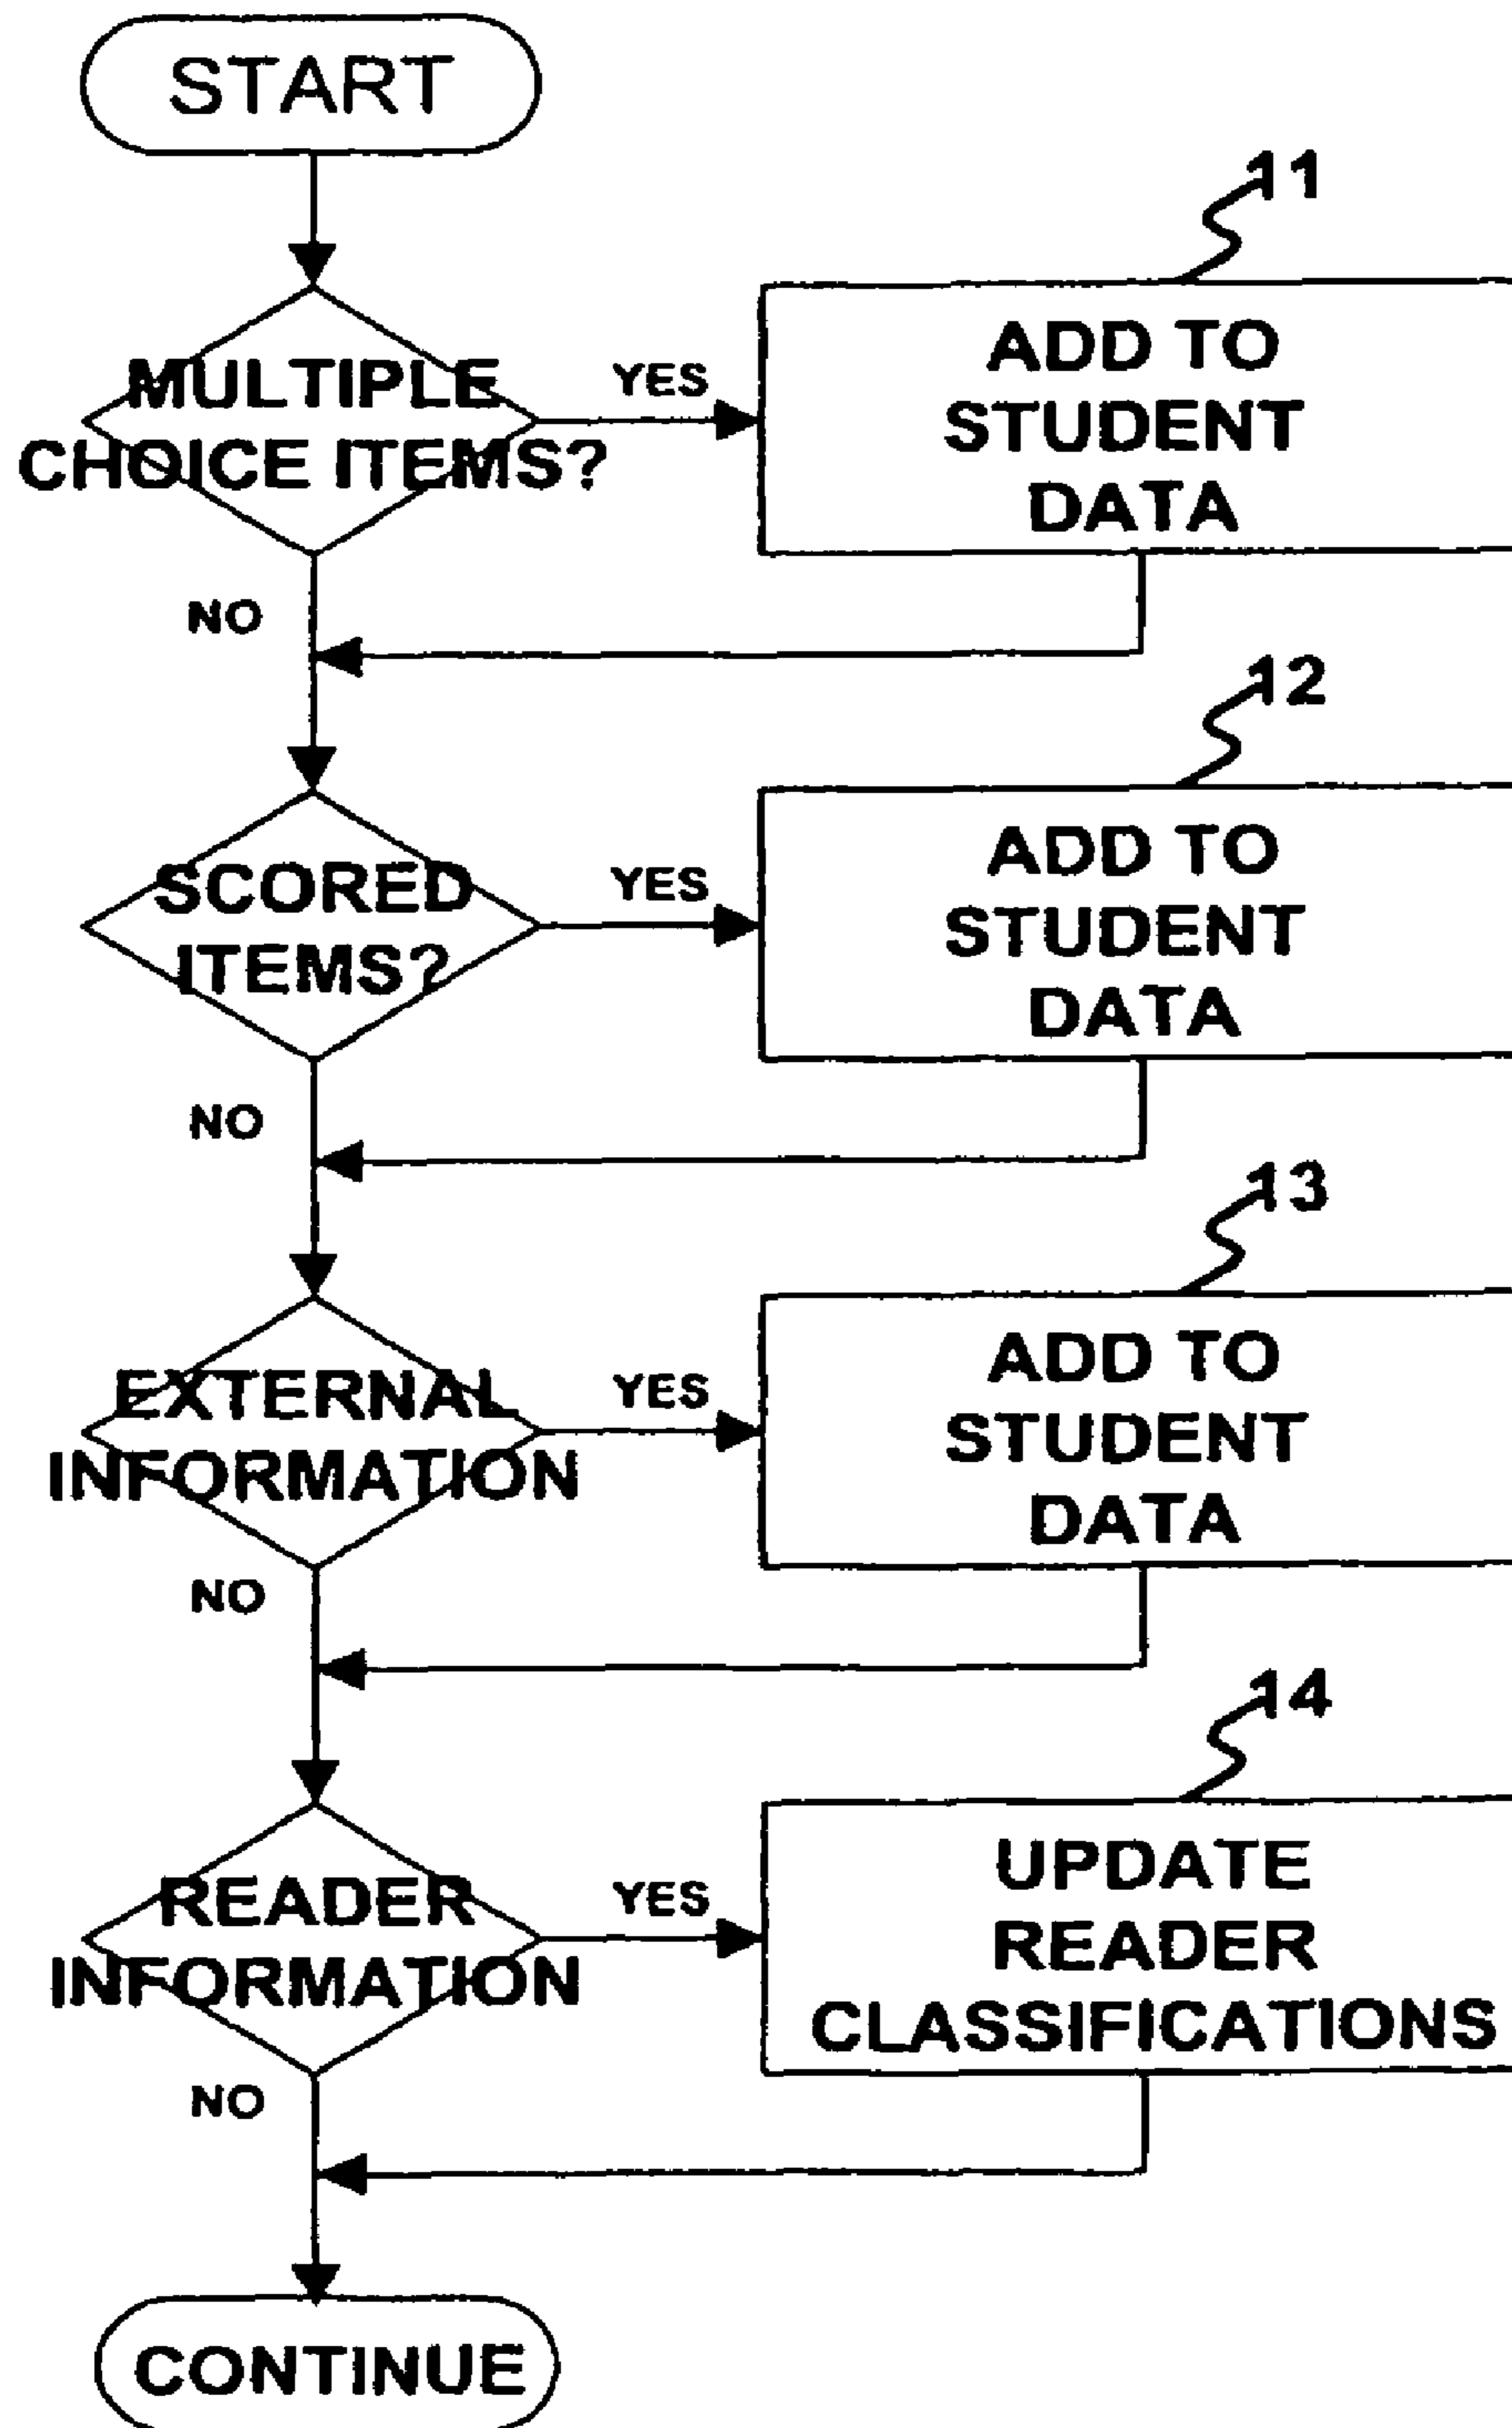 START
11
MULTIPLE
CHOICE ITEMS?
YES
ADD TO
STUDENT
DATA
NO
12
SCORED
ITEMS?
YES
ADD TO
STUDENT
DATA
NO
13
EXTERNAL
INFORMATION
YES
ADD TO
STUDENT
DATA
NO
14
READER
INFORMATION
YES
UPDATE
READER
CLASSIFICATIONS
NO
CONTINUE